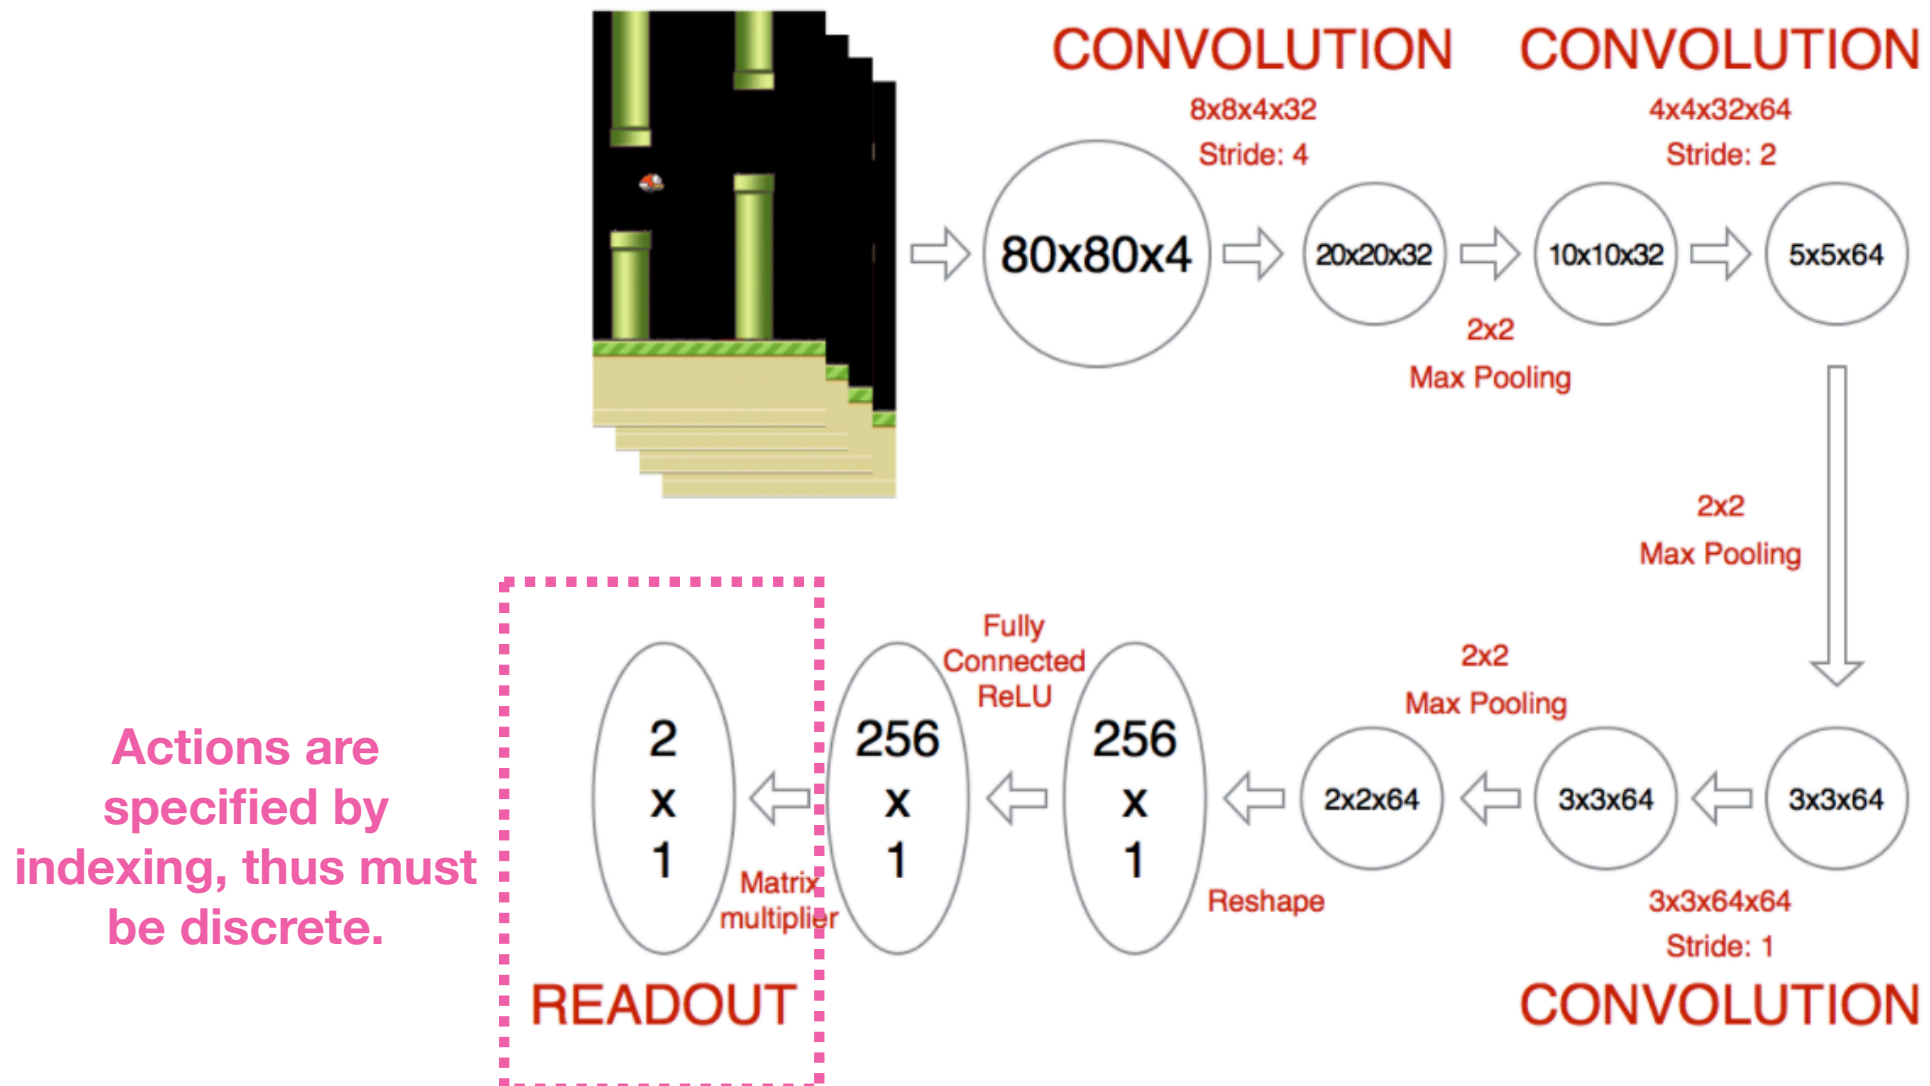 CONVOLUTION
8x8x4x32
Stride: 4
CONVOLUTION
4x4x32x64
Stride: 2
80x80x4
20x20x32
10x10x32
5x5x64
2x2
Max Pooling
2x2
Max Pooling
3x3x64
3x3x64x64
Stride: 1
CONVOLUTION
3x3x64
2x2
Max Pooling
2x2x64
Reshape
256
x
1
Fully
Connected
ReLU
256
x
1
Matrix
multiplier
2
x
1
READOUT
Actions are
specified by
indexing, thus must
be discrete.